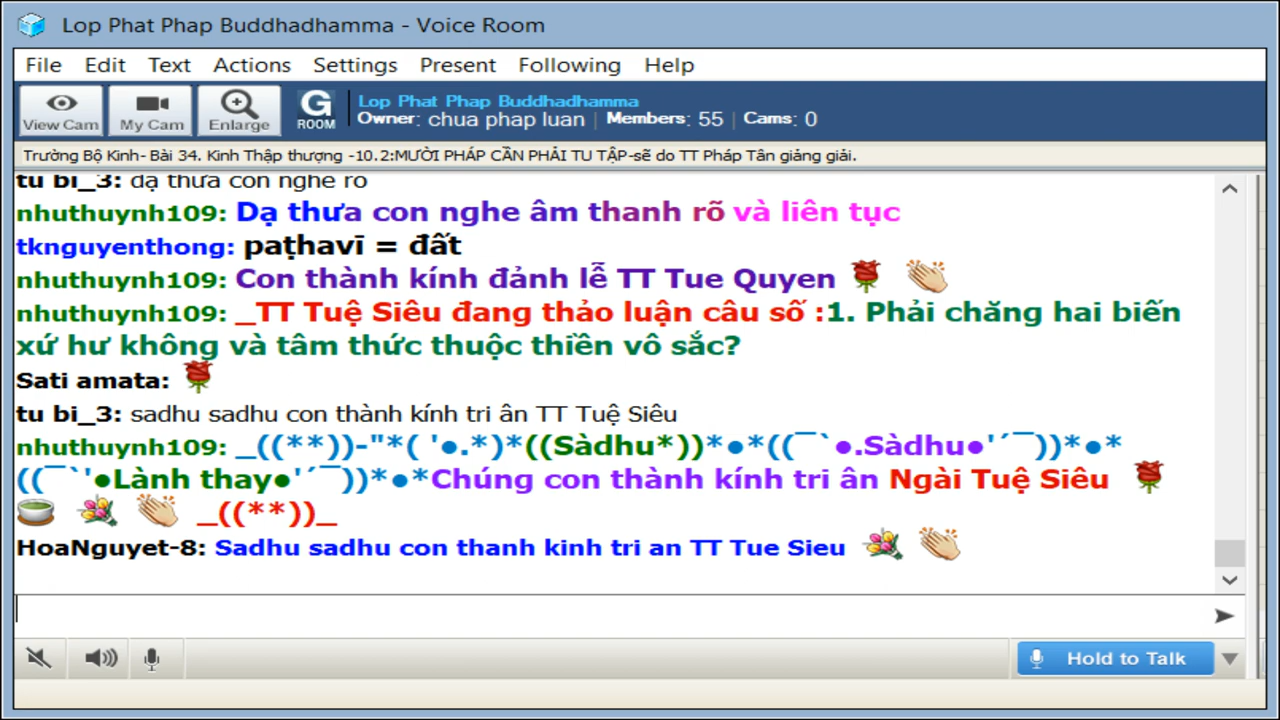 Lop Phat Phap Buddhadhamma - Voice Room
File Edit Text Actions Settings Present Following Help
View Cam My Cam Enlarge G ROOM
Lop Phat Phap Buddhadhamma
Owner: chua phap luan | Members: 55 | Cams: 0
Trường Bộ Kinh- Bài 34. Kinh Thập thượng -10.2:MƯỜI PHÁP CẦN PHẢI TU TẬP-sẽ do TT Pháp Tân giảng giải.
tu bi_3: dạ thưa con nghe rõ
nhuthuynh109: Dạ thưa con nghe âm thanh rõ và liên tục
tknguyenthong: paṭhavī = đất
nhuthuynh109: Con thành kính đảnh lễ TT Tue Quyen
nhuthuynh109: _TT Tuệ Siêu đang thảo luận câu số :1. Phải chăng hai biến
xứ hư không và tâm thức thuộc thiền vô sắc?
Sati amata:
tu bi_3: sadhu sadhu con thành kính tri ân TT Tuệ Siêu
nhuthuynh109: _((**))-"*( '●.*)*((Sàdhu*))*●*((¯`●.Sàdhu●'´¯))*●*
((¯`'●Lành thay●'´¯))*●*Chúng con thành kính tri ân Ngài Tuệ Siêu
_((**))_
HoaNguyet-8: Sadhu sadhu con thanh kinh tri an TT Tue Sieu
Hold to Talk